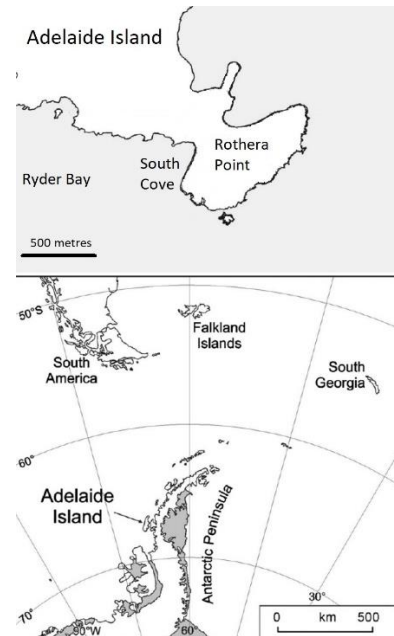 Adelaide Island
Rothera
Point
South
Cove
Ryder Bay
500 metres
50°S
Falkland
Islands
South
America
South
Georgia
60°
Adelaide
Island
Antarctic Peninsula
70°
90°W
60°
30°
0 km 500